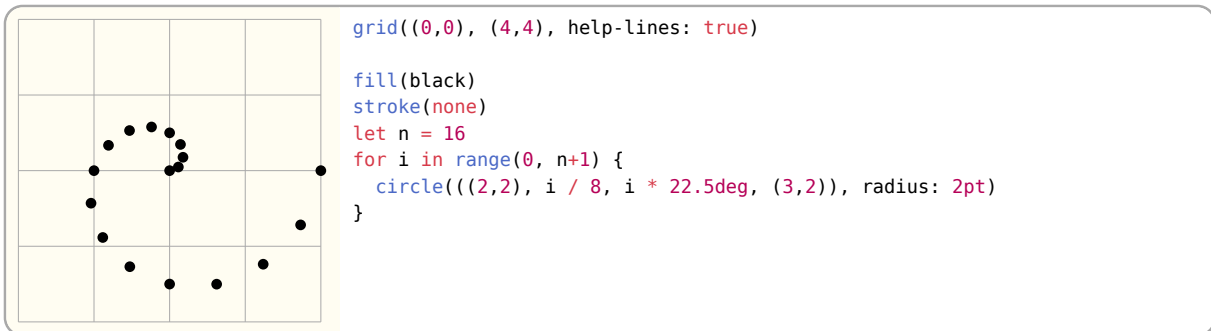 grid((0,0), (4,4), help-lines: true)
fill(black)
stroke(none)
let n = 16
for i in range(0, n+1) {
  circle(((2,2), i / 8, i * 22.5deg, (3,2)), radius: 2pt)
}